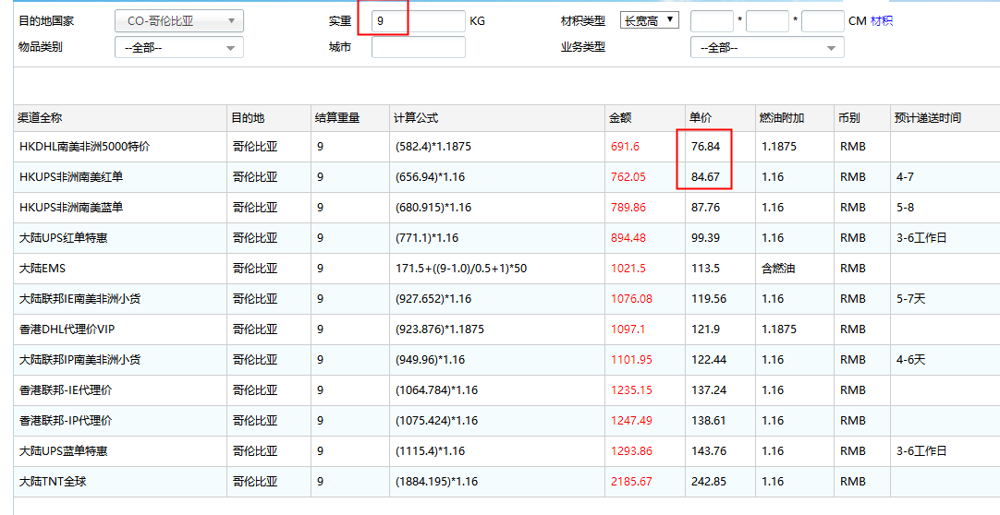 目的地国家 CO-哥伦比亚 实重 9 KG 材积类型 长宽高 * * CM 材积
物品类别 --全部-- 城市 业务类型 --全部--
渠道全称 目的地 结算重量 计算公式 金额 单价 燃油附加 币别 预计递送时间
HKDHL南美非洲5000特价 哥伦比亚 9 (582.4)*1.1875 691.6 76.84 1.1875 RMB
HKUPS非洲南美红单 哥伦比亚 9 (656.94)*1.16 762.05 84.67 1.16 RMB 4-7
HKUPS非洲南美蓝单 哥伦比亚 9 (680.915)*1.16 789.86 87.76 1.16 RMB 5-8
大陆UPS红单特惠 哥伦比亚 9 (771.1)*1.16 894.48 99.39 1.16 RMB 3-6工作日
大陆EMS 哥伦比亚 9 171.5+((9-1.0)/0.5+1)*50 1021.5 113.5 含燃油 RMB
大陆联邦IE南美非洲小货 哥伦比亚 9 (927.652)*1.16 1076.08 119.56 1.16 RMB 5-7天
香港DHL代理价VIP 哥伦比亚 9 (923.876)*1.1875 1097.1 121.9 1.1875 RMB
大陆联邦IP南美非洲小货 哥伦比亚 9 (949.96)*1.16 1101.95 122.44 1.16 RMB 4-6天
香港联邦-IE代理价 哥伦比亚 9 (1064.784)*1.16 1235.15 137.24 1.16 RMB
香港联邦-IP代理价 哥伦比亚 9 (1075.424)*1.16 1247.49 138.61 1.16 RMB
大陆UPS蓝单特惠 哥伦比亚 9 (1115.4)*1.16 1293.86 143.76 1.16 RMB 3-6工作日
大陆TNT全球 哥伦比亚 9 (1884.195)*1.16 2185.67 242.85 1.16 RMB